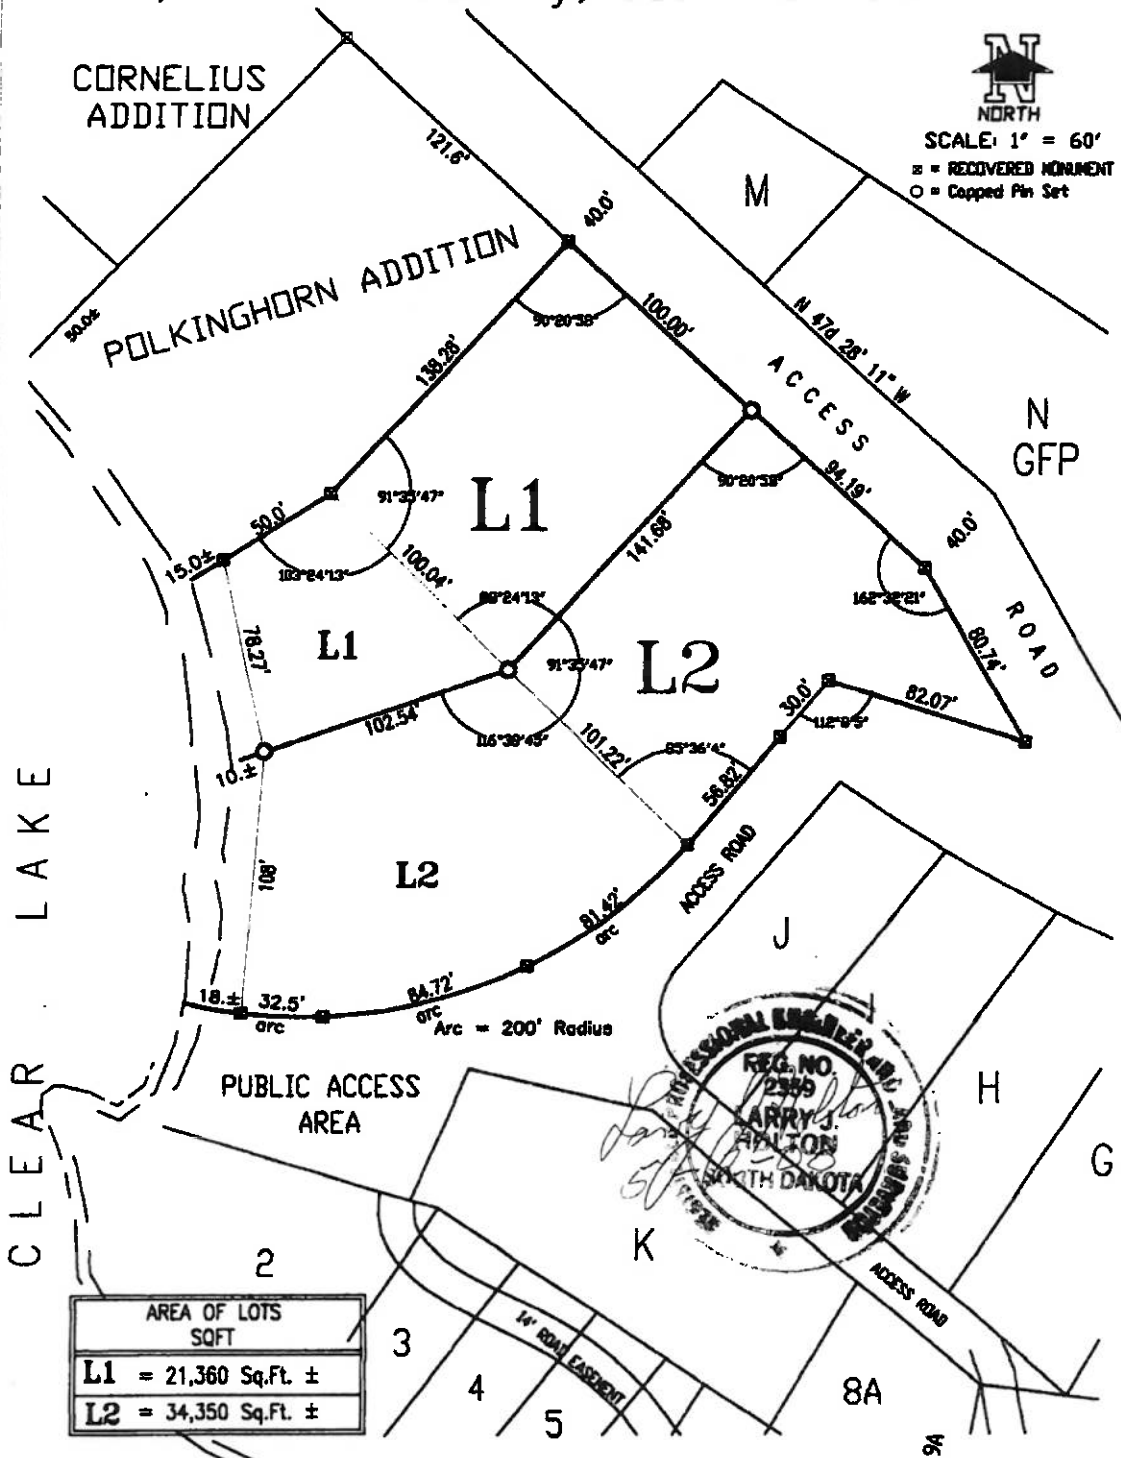 CORNELIUS
ADDITION
N
NORTH
SCALE: 1" = 60'
= RECOVERED MONUMENT
= Capped Pin Set
121.6'
40.0'
M
50.0±
POLKINGHORN ADDITION
90°20'58"
100.00'
138.28'
N 47d 28' 11" W
ACCESS
ROAD
N
GFP
L1
91°35'47"
90°20'58"
94.19'
50.0'
15.0±
103°24'13"
100.04'
141.68'
40.0'
162°32'21"
L1
78.27'
88°24'13"
91°35'47"
L2
80.74'
82.07'
30.0'
112°8'5"
102.54'
116°38'45"
101.22'
85°36'4"
56.82'
10.±
CLEAR LAKE
108'
L2
ACCESS ROAD
81.42'
arc
J
18.±
32.5'
arc
84.72'
arc
Arc = 200' Radius
PUBLIC ACCESS
AREA
I
REG. NO.
2359
LARRY J.
HOLTON
SOUTH DAKOTA
H
G
K
2
ACCESS ROAD
14' ROAD EASEMENT
3
4
5
8A
9A
AREA OF LOTS
SQFT
L1 = 21,360 Sq.Ft. ±
L2 = 34,350 Sq.Ft. ±